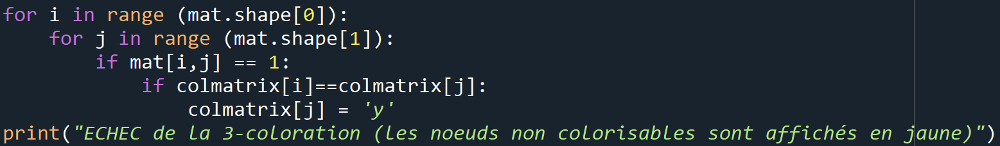 for i in range (mat.shape[0]):
    for j in range (mat.shape[1]):
        if mat[i,j] == 1:
            if colmatrix[i]==colmatrix[j]:
                colmatrix[j] = 'y'
print("ECHEC de la 3-coloration (les noeuds non colorisables sont affichés en jaune)")